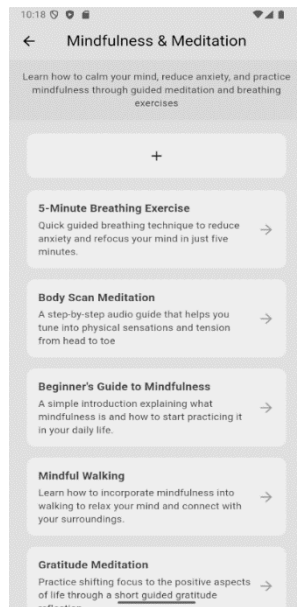 10:18
Mindfulness & Meditation
Learn how to calm your mind, reduce anxiety, and practice
mindfulness through guided meditation and breathing
exercises
+
5-Minute Breathing Exercise
Quick guided breathing technique to reduce
anxiety and refocus your mind in just five
minutes.
Body Scan Meditation
A step-by-step audio guide that helps you
tune into physical sensations and tension
from head to toe
Beginner's Guide to Mindfulness
A simple introduction explaining what
mindfulness is and how to start practicing it
in your daily life.
Mindful Walking
Learn how to incorporate mindfulness into
walking to relax your mind and connect with
your surroundings.
Gratitude Meditation
Practice shifting focus to the positive aspects
of life through a short guided gratitude